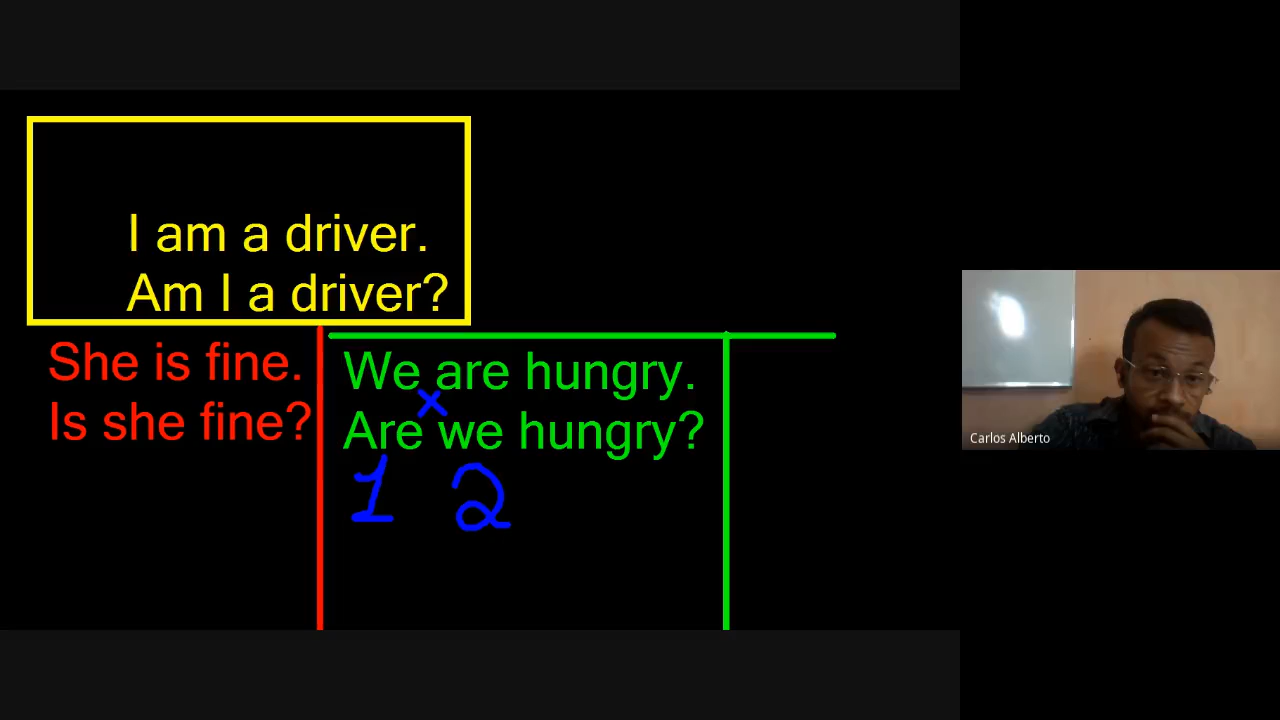 I am a driver.
Am I a driver?
She is fine.
Is she fine?
We are hungry.
x
Are we hungry?
1 2
Carlos Alberto